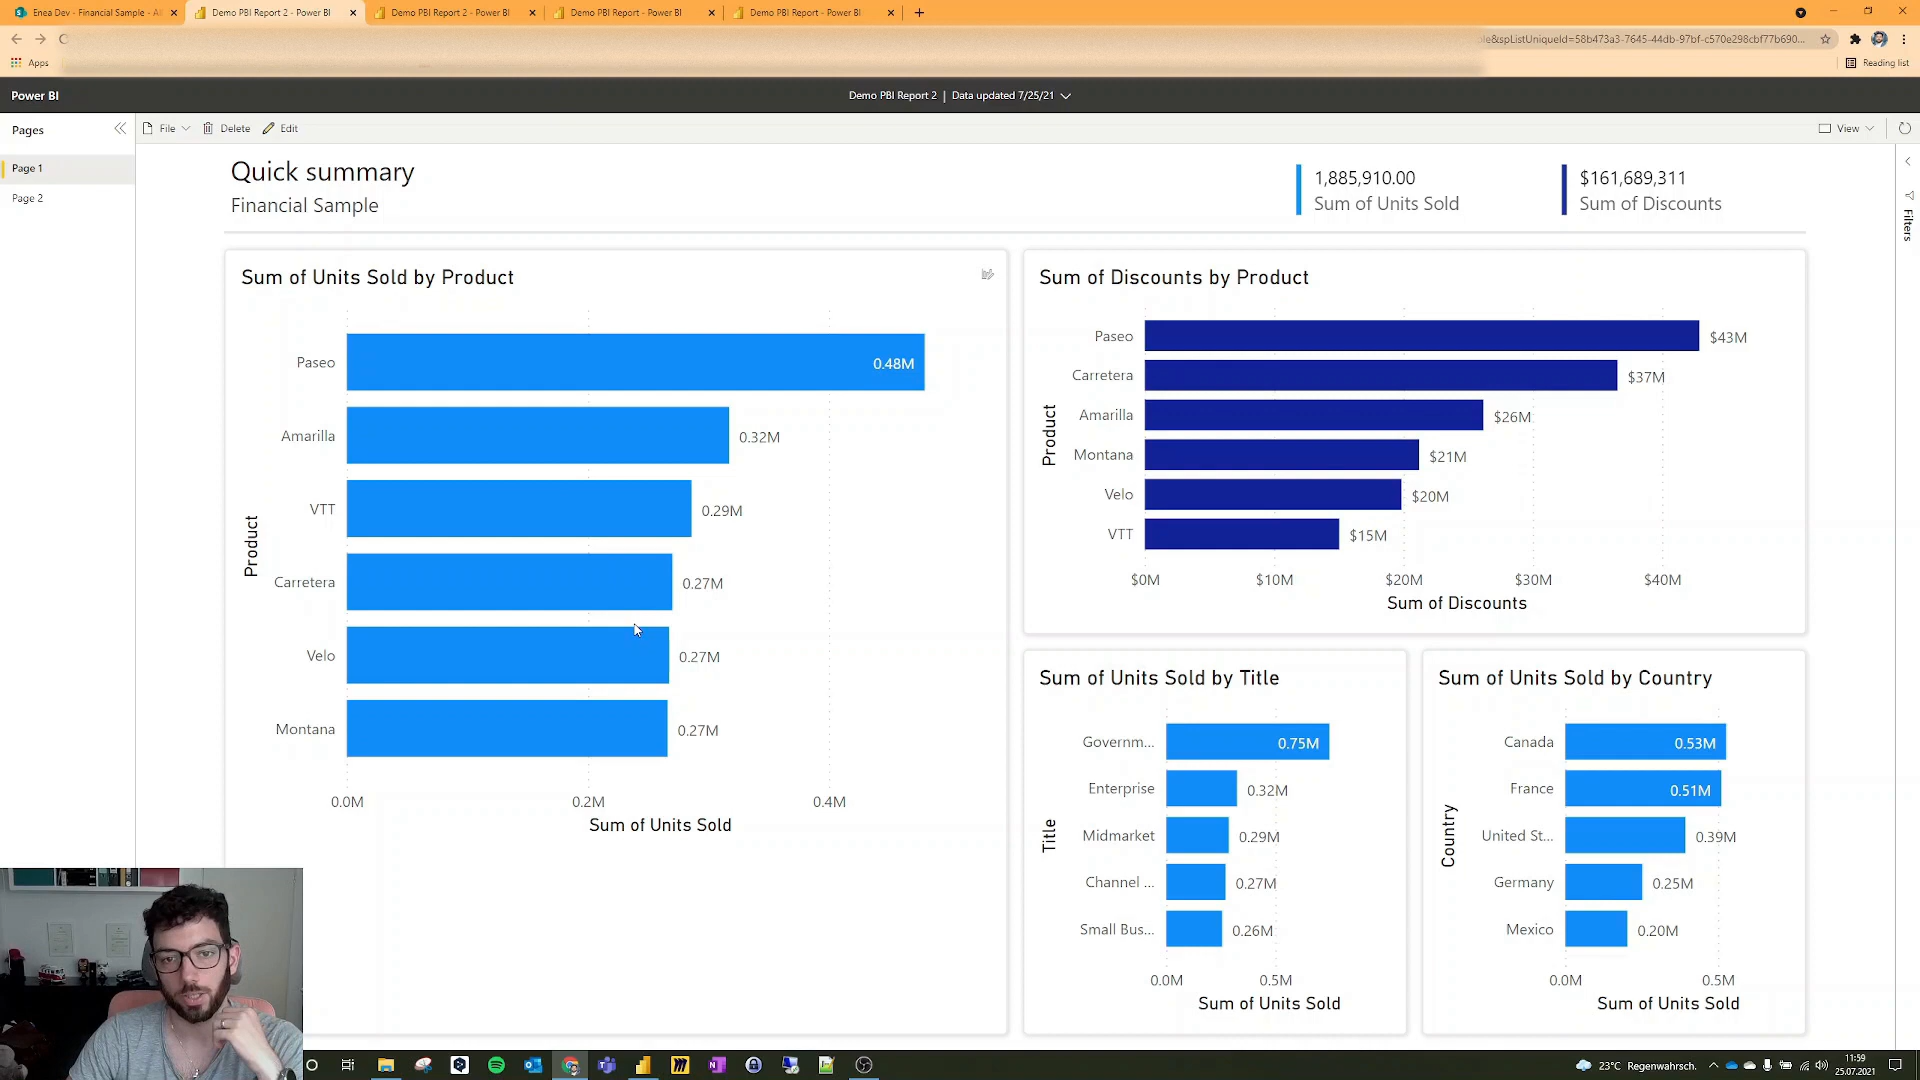 Enea Dev - Financial Sample - Al
Demo PBI Report 2 - Power BI
Demo PBI Report 2 - Power BI
Demo PBI Report - Power BI
Demo PBI Report - Power BI
le&spListUniqueId=58b473a3-7645-44db-97bf-c570e298cbf77b690...
Apps
Reading list
Power BI
Demo PBI Report 2 | Data updated 7/25/21
Pages
File
Delete
Edit
View
Page 1
Page 2
Filters
Quick summary
Financial Sample
1,885,910.00
Sum of Units Sold
$161,689,311
Sum of Discounts
Sum of Units Sold by Product
Product
Paseo
0.48M
Amarilla
0.32M
VTT
0.29M
Carretera
0.27M
Velo
0.27M
Montana
0.27M
0.0M
0.2M
0.4M
Sum of Units Sold
Sum of Discounts by Product
Product
Paseo
$43M
Carretera
$37M
Amarilla
$26M
Montana
$21M
Velo
$20M
VTT
$15M
$0M
$10M
$20M
$30M
$40M
Sum of Discounts
Sum of Units Sold by Title
Title
Governm...
0.75M
Enterprise
0.32M
Midmarket
0.29M
Channel ...
0.27M
Small Bus...
0.26M
0.0M
0.5M
Sum of Units Sold
Sum of Units Sold by Country
Country
Canada
0.53M
France
0.51M
United St...
0.39M
Germany
0.25M
Mexico
0.20M
0.0M
0.5M
Sum of Units Sold
23°C Regenwahrsch.
11:59
25.07.2021